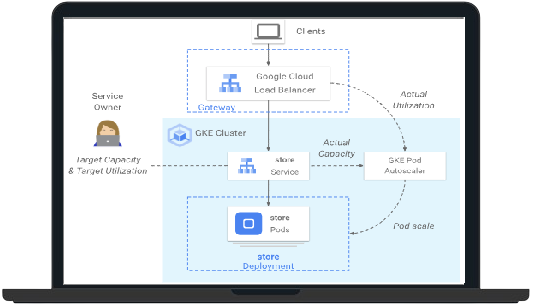 Clients
Google Cloud
Load Balancer
Gateway
Actual
Utilization
Service
Owner
GKE Cluster
Target Capacity
& Target Utilization
store
Service
Actual
Capacity
GKE Pod
Autoscaler
store
Pods
Pod scale
store
Deployment